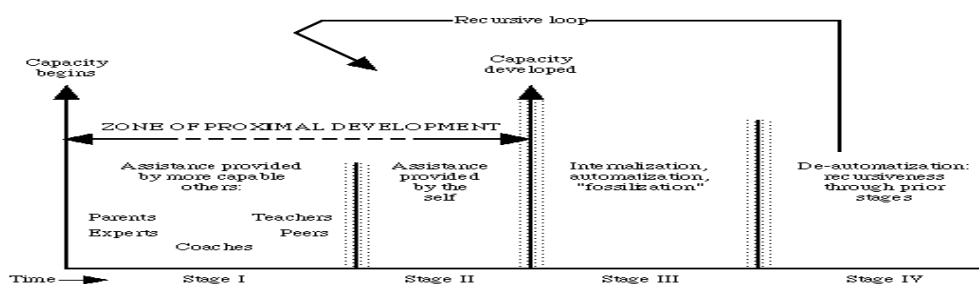 Recursive loop
Capacity
begins
Capacity
developed
ZONE OF PROXIMAL DEVELOPMENT
Assistance provided
by more capable
others:
Parents
Teachers
Experts
Peers
Coaches
Assistance
provided
by the
self
Internalization,
automatization,
"fossilization"
De-automatization:
recursiveness
through prior
stages
Time
Stage I
Stage II
Stage III
Stage IV